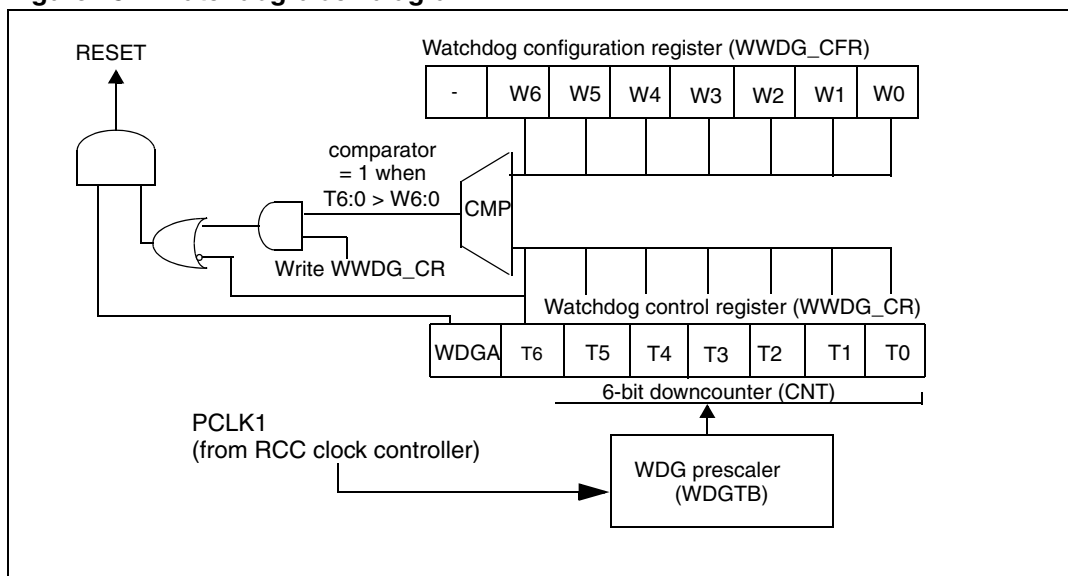 RESET
Watchdog configuration register (WWDG_CFR)
- W6 W5 W4 W3 W2 W1 W0
comparator
= 1 when
T6:0 > W6:0
CMP
Write WWDG_CR
Watchdog control register (WWDG_CR)
WDGA T6 T5 T4 T3 T2 T1 T0
6-bit downcounter (CNT)
PCLK1
(from RCC clock controller)
WDG prescaler
(WDGTB)